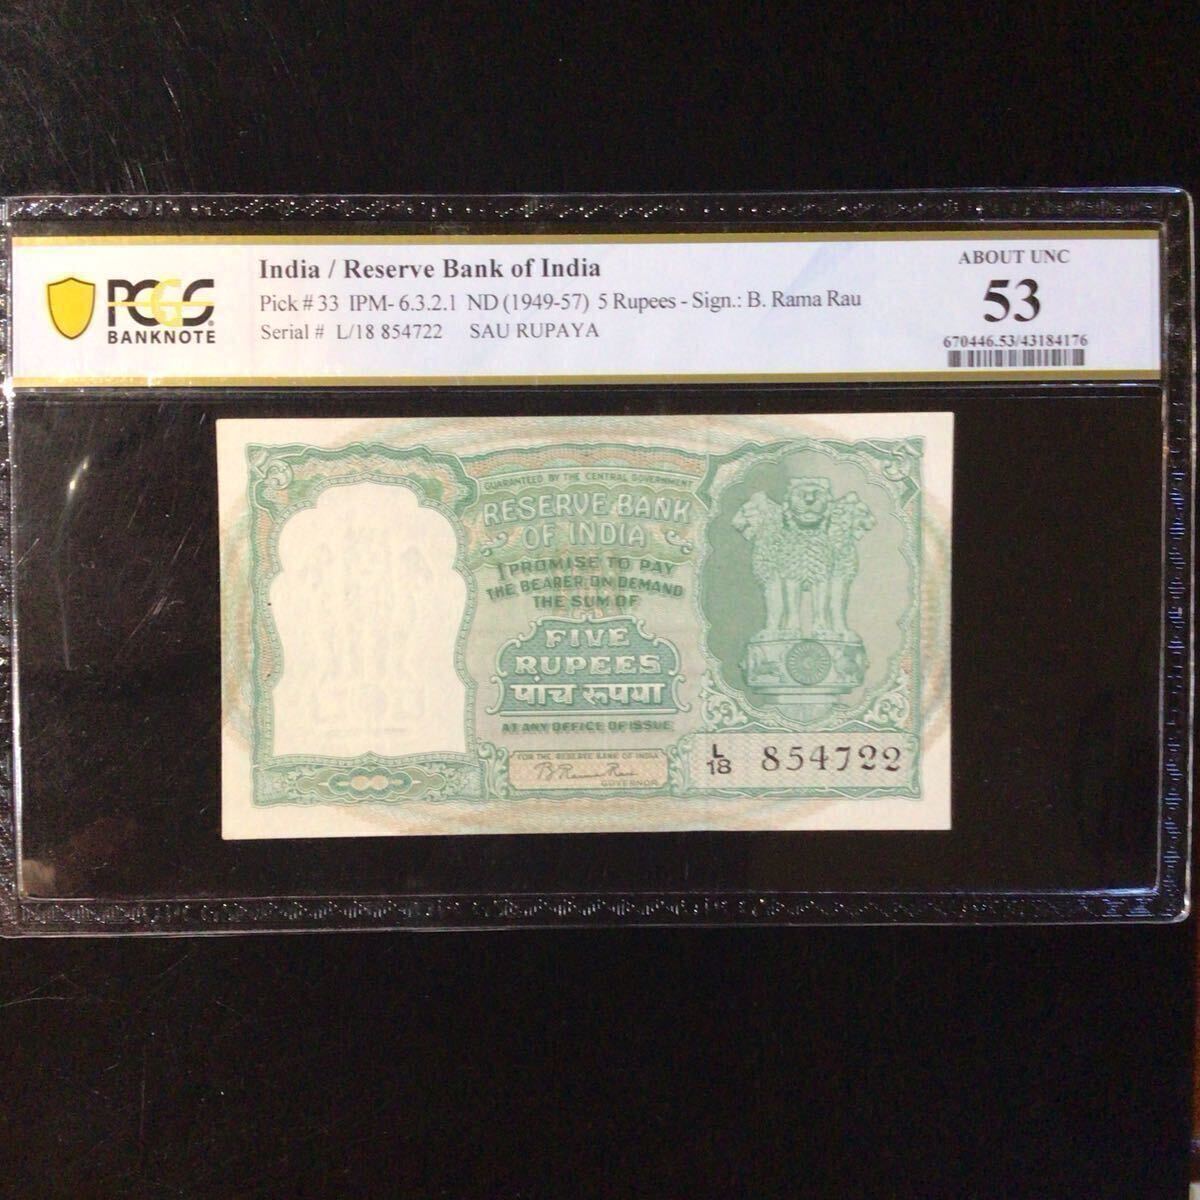 PCGS
BANKNOTE
India / Reserve Bank of India
Pick # 33 IPM- 6.3.2.1 ND (1949-57) 5 Rupees - Sign.: B. Rama Rau
Serial # L/18 854722 SAU RUPAYA
ABOUT UNC
53
670446.53/43184176
GUARANTEED BY THE CENTRAL GOVERNMENT
RESERVE BANK
OF INDIA
I PROMISE TO PAY
THE BEARER ON DEMAND
THE SUM OF
FIVE
RUPEES
पांच रूपया
AT ANY OFFICE OF ISSUE
FOR THE RESERVE BANK OF INDIA
B Rama Rau
GOVERNOR
L/18 854722